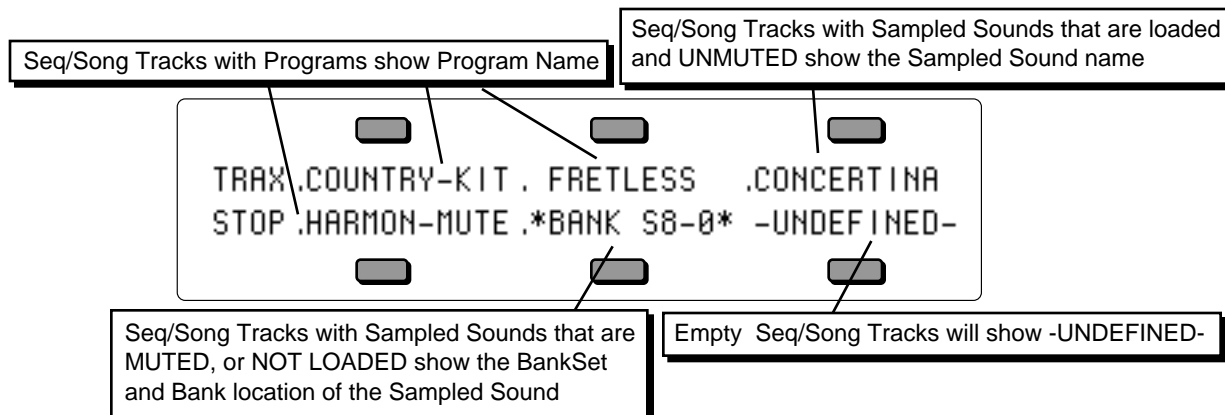 Seq/Song Tracks with Programs show Program Name
Seq/Song Tracks with Sampled Sounds that are loaded
and UNMUTED show the Sampled Sound name
TRAX .COUNTRY-KIT . FRETLESS .CONCERTINA
STOP .HARMON-MUTE .*BANK S8-0* -UNDEFINED-
Seq/Song Tracks with Sampled Sounds that are
MUTED, or NOT LOADED show the BankSet
and Bank location of the Sampled Sound
Empty Seq/Song Tracks will show -UNDEFINED-